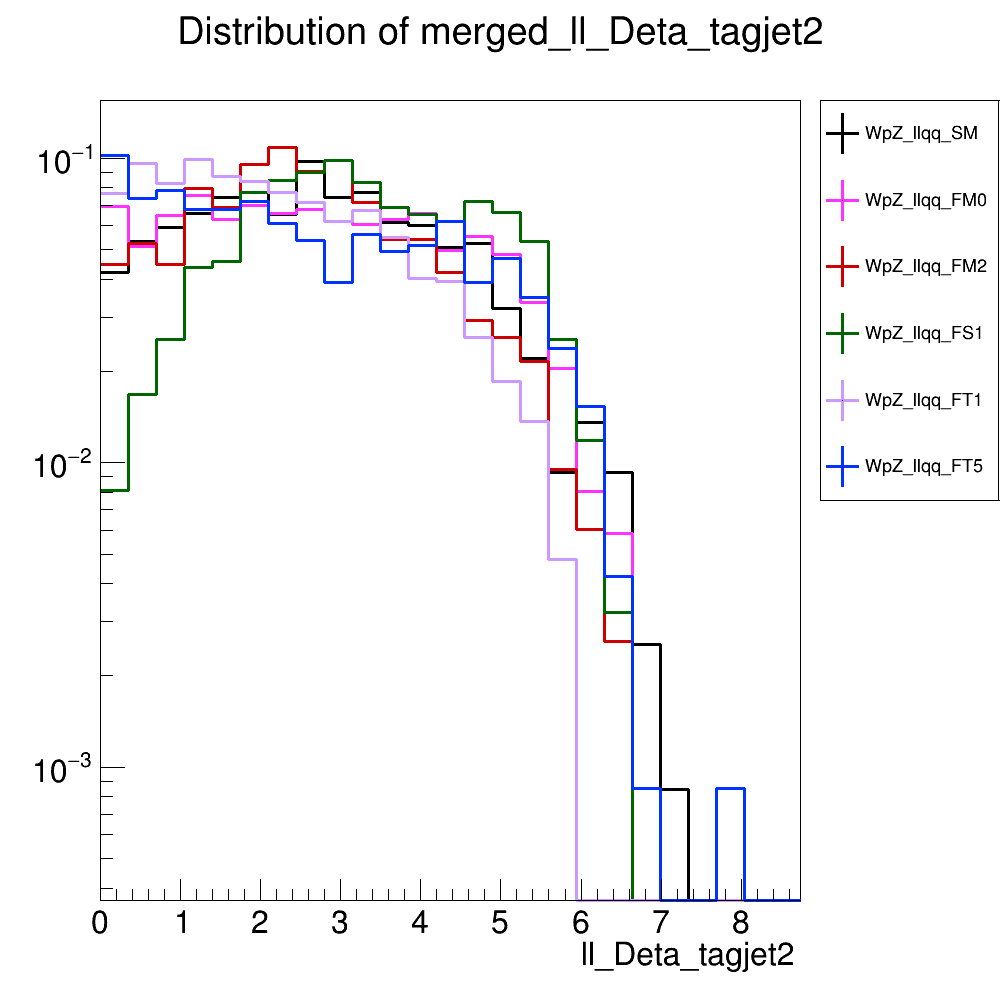 Distribution of merged_ll_Deta_tagjet2
10⁻¹
10⁻²
10⁻³
0 1 2 3 4 5 6 7 8
ll_Deta_tagjet2
WpZ_llqq_SM
WpZ_llqq_FM0
WpZ_llqq_FM2
WpZ_llqq_FS1
WpZ_llqq_FT1
WpZ_llqq_FT5